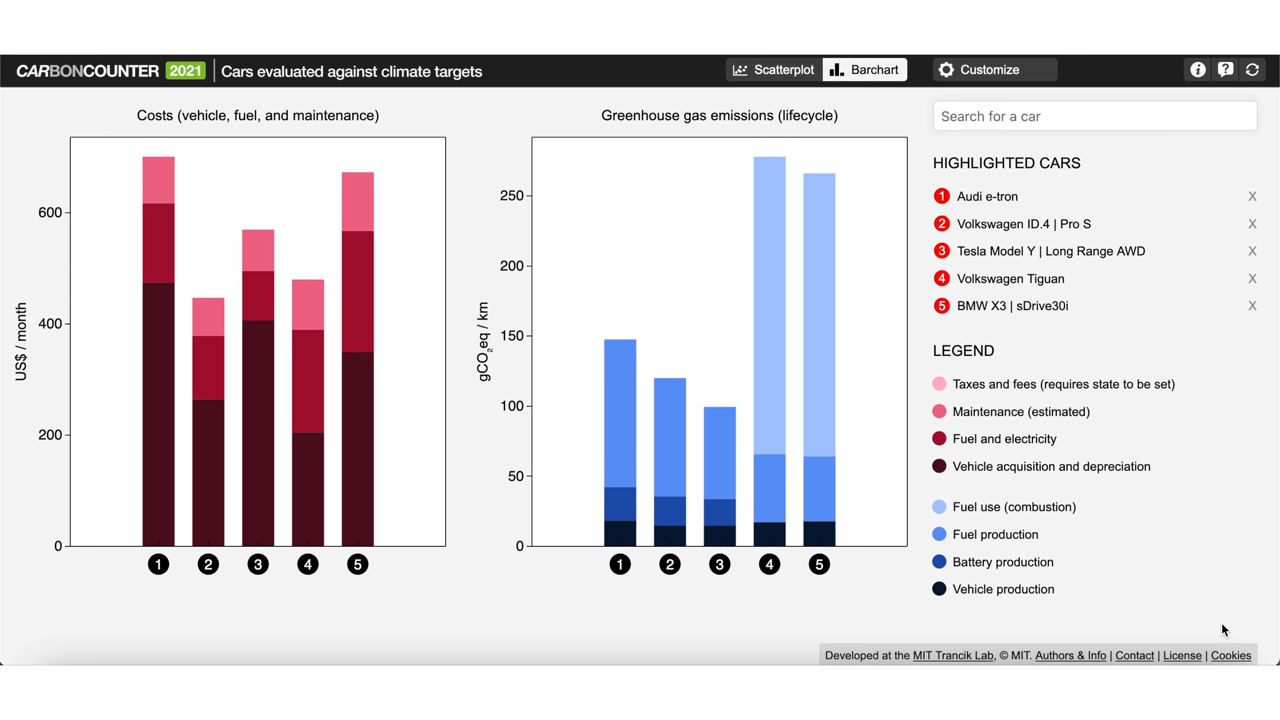 CARBONCOUNTER 2021 Cars evaluated against climate targets
Scatterplot Barchart Customize
Costs (vehicle, fuel, and maintenance)
US$ / month
600
400
200
0
1 2 3 4 5
Greenhouse gas emissions (lifecycle)
gCO2eq / km
250
200
150
100
50
0
1 2 3 4 5
Search for a car
HIGHLIGHTED CARS
1 Audi e-tron X
2 Volkswagen ID.4 | Pro S X
3 Tesla Model Y | Long Range AWD X
4 Volkswagen Tiguan X
5 BMW X3 | sDrive30i X
LEGEND
Taxes and fees (requires state to be set)
Maintenance (estimated)
Fuel and electricity
Vehicle acquisition and depreciation
Fuel use (combustion)
Fuel production
Battery production
Vehicle production
Developed at the MIT Trancik Lab, © MIT. Authors & Info | Contact | License | Cookies